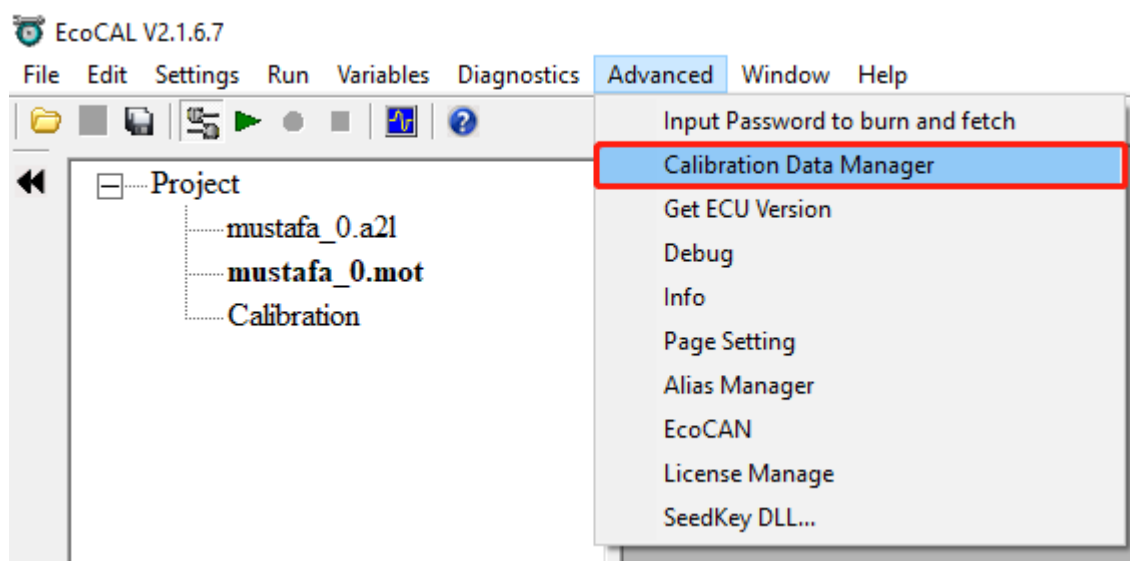 EcoCAL V2.1.6.7
File Edit Settings Run Variables Diagnostics Advanced Window Help
Input Password to burn and fetch
Calibration Data Manager
Get ECU Version
Debug
Info
Page Setting
Alias Manager
EcoCAN
License Manage
SeedKey DLL...
Project
mustafa_0.a2l
mustafa_0.mot
Calibration